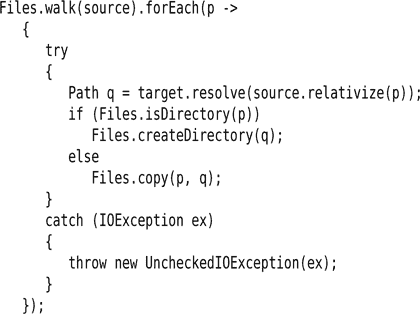 Files.walk(source).forEach(p ->
   {
      try
      {
         Path q = target.resolve(source.relativize(p));
         if (Files.isDirectory(p))
            Files.createDirectory(q);
         else
            Files.copy(p, q);
      }
      catch (IOException ex)
      {
         throw new UncheckedIOException(ex);
      }
   });